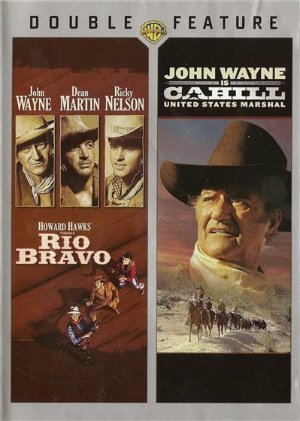 DOUBLE WB FEATURE
JOHN WAYNE
DEAN MARTIN
RICKY NELSON
HOWARD HAWKS'
RIO
BRAVO
JOHN WAYNE
IS
CAHILL
UNITED STATES MARSHAL